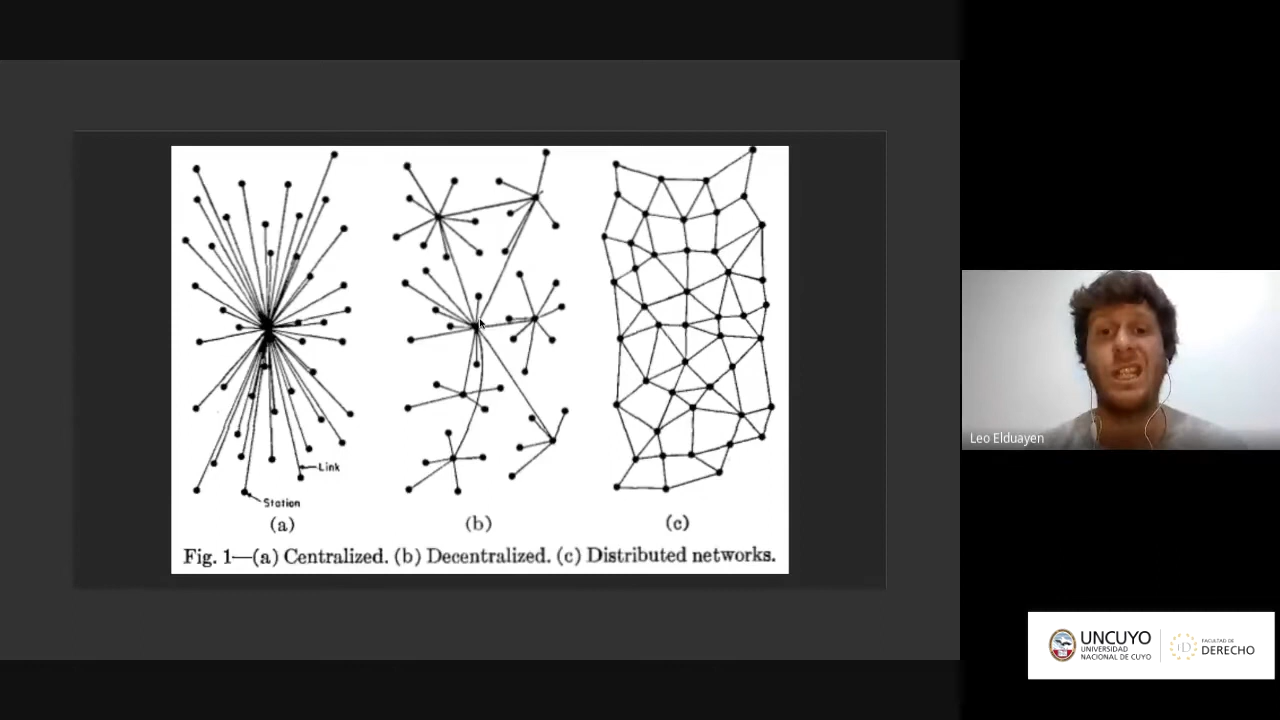 Link
Station
(a)
(b)
(c)
Fig. 1—(a) Centralized. (b) Decentralized. (c) Distributed networks.
Leo Elduayen
UNCUYO
UNIVERSIDAD
NACIONAL DE CUYO
FACULTAD DE
DERECHO